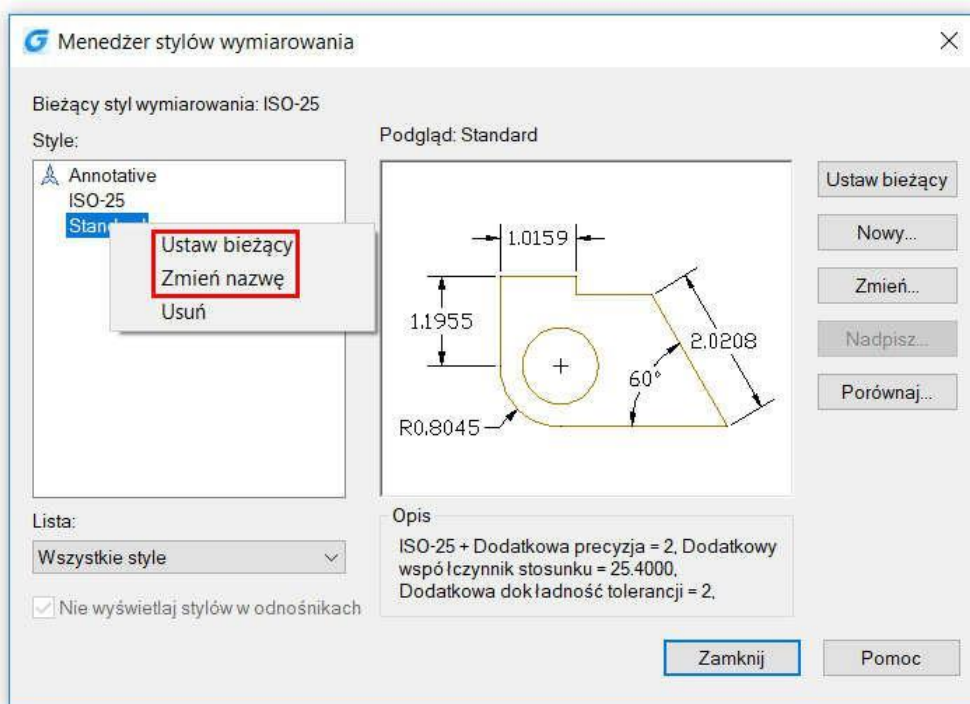 Menedżer stylów wymiarowania
Bieżący styl wymiarowania: ISO-25
Style:
Podgląd: Standard
Annotative
ISO-25
Ustaw bieżący
Zmień nazwę
Usuń
1.0159
1.1955
2.0208
60°
R0.8045
Ustaw bieżący
Nowy...
Zmień...
Nadpisz...
Porównaj...
Lista:
Wszystkie style
Nie wyświetlaj stylów w odnośnikach
Opis
ISO-25 + Dodatkowa precyzja = 2, Dodatkowy
współczynnik stosunku = 25.4000,
Dodatkowa dokładność tolerancji = 2,
Zamknij
Pomoc